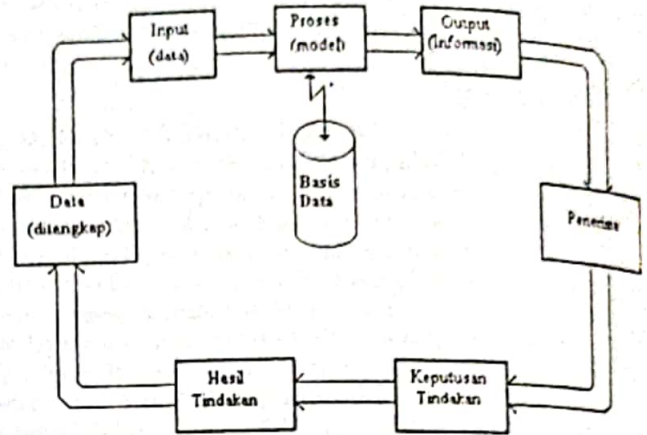 Input
(data)
Proses
(model)
Output
(Informasi)
Basis
Data
Data
(ditangkap)
Penerima
Hasil
Tindakan
Keputusan
Tindakan